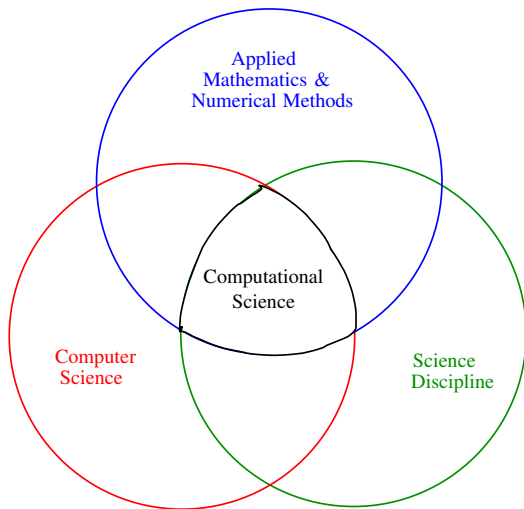 Applied
Mathematics &
Numerical Methods
Computational
Science
Computer
Science
Science
Discipline